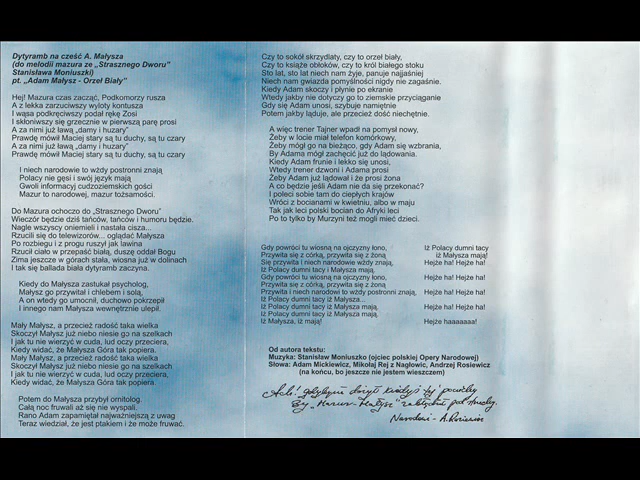 Dytyramb na cześć A. Małysza
(do melodii mazura ze „Strasznego Dworu”
Stanisława Moniuszki)
pt. „Adam Małysz - Orzeł Biały”
Hej! Mazura czas zacząć, Podkomorzy rusza
A z lekka zarzuciwszy wyloty kontusza
I wąsa podkręciwszy podał rękę Zosi
I skłoniwszy się grzecznie w pierwszą parę prosi
A za nimi już ławą „damy i huzary”
Prawdę mówił Maciej stary są tu duchy, są tu czary
A za nimi już ławą „damy i huzary”
Prawdę mówił Maciej stary są tu duchy, są tu czary
I niech narodowie to wżdy postronni znają
Polacy nie gęsi i swój język mają
Gwoli informacyj cudzoziemskich gości
Mazur to narodowej, mazur tożsamości.
Do Mazura ochoczo do „Strasznego Dworu”
Wieczór będzie dziś tańców, tańców i humoru będzie.
Nagle wszyscy oniemieli i nastała cisza...
Rzucili się do telewizorów... oglądać Małysza
Po rozbiegu i z progu ruszył jak lawina
Rzucił ciało w przepaść białą, duszę oddał Bogu
Zima jeszcze w górach stała, wiosna już w dolinach
I tak się ballada biała dytyramb zaczyna.
Kiedy do Małysza zastukał psycholog,
Małysz go przywitał i chlebem i solą,
A on wtedy go umocnił, duchowo pokrzepił
I innego nam Małysza wewnętrznie ulepił.
Mały Małysz, a przecież radość taka wielka
Skoczył Małysz już niebo niesie go na szelkach
I jak tu nie wierzyć w cuda, lud oczy przeciera,
Kiedy widać, że Małysza Góra tak popiera.
Mały Małysz, a przecież radość taka wielka
Skoczył Małysz już niebo niesie go na szelkach
I jak tu nie wierzyć w cuda, lud oczy przeciera,
Kiedy widać, że Małysza Góra tak popiera.
Potem do Małysza przybył ornitolog.
Całą noc fruwali aż się nie wyspali.
Rano Adam zapamiętał najważniejszą z uwag
Teraz wiedział, że jest ptakiem i że może fruwać.
Czy to sokół skrzydlaty, czy to orzeł biały,
Czy to książę obłoków, czy to król białego stoku
Sto lat, sto lat niech nam żyje, panuje najjaśniej
Niech nam gwiazda pomyślności nigdy nie zagaśnie.
Kiedy Adam skoczy i płynie po ekranie
Wtedy jakby nie dotyczy go to ziemskie przyciąganie
Gdy się Adam unosi, szybuje namiętnie
Potem jakby ląduje, ale przecież dość niechętnie.
A więc trener Tajner wpadł na pomysł nowy,
Żeby w locie miał telefon komórkowy,
Żeby mógł go na bieżąco, gdy Adam się wzbrania,
By Adama mógł zachęcić już do lądowania.
Kiedy Adam frunie i lekko się unosi,
Wtedy trener dzwoni i Adama prosi
Żeby Adam już lądował i że prosi żona
A co będzie jeśli Adam nie da się przekonać?
I poleci sobie tam do ciepłych krajów
Wróci z bocianami w kwietniu, albo w maju
Tak jak leci polski bocian do Afryki leci
Po to tylko by Murzyni też mogli mieć dzieci.
Gdy powróci tu wiosną na ojczyzny łono,
Przywita się z córką, przywita się z żoną
Się przywita i niech narodowie wżdy znają,
Iż Polacy dumni tacy i Małysza mają.
Gdy powróci tu wiosną na ojczyzny łono,
Przywita się z córką, przywita się z żoną
Przywita i niech narodowie to wżdy postronni znają,
Iż Polacy dumni tacy iż Małysza...
Iż Polacy dumni tacy iż Małysza mają
Iż Polacy dumni tacy iż Małysza mają,
Iż Małysza, iż mają!
Iż Polacy dumni tacy
Iż Małysza mają!
Hejże ha! Hejże ha!
Hejże ha! Hejże ha!
Hejże ha! Hejże ha!
Hejże ha! Hejże ha!
Hejże haaaaaaa!
Od autora tekstu:
Muzyka: Stanisław Moniuszko (ojciec polskiej Opery Narodowej)
Słowa: Adam Mickiewicz, Mikołaj Rej z Nagłowic, Andrzej Rosiewicz
(na końcu, bo jeszcze nie jestem wieszczem)
Ach!
By „Mazur - Małysz" pod strzechy.
Narodowi - A. Rosiewicz